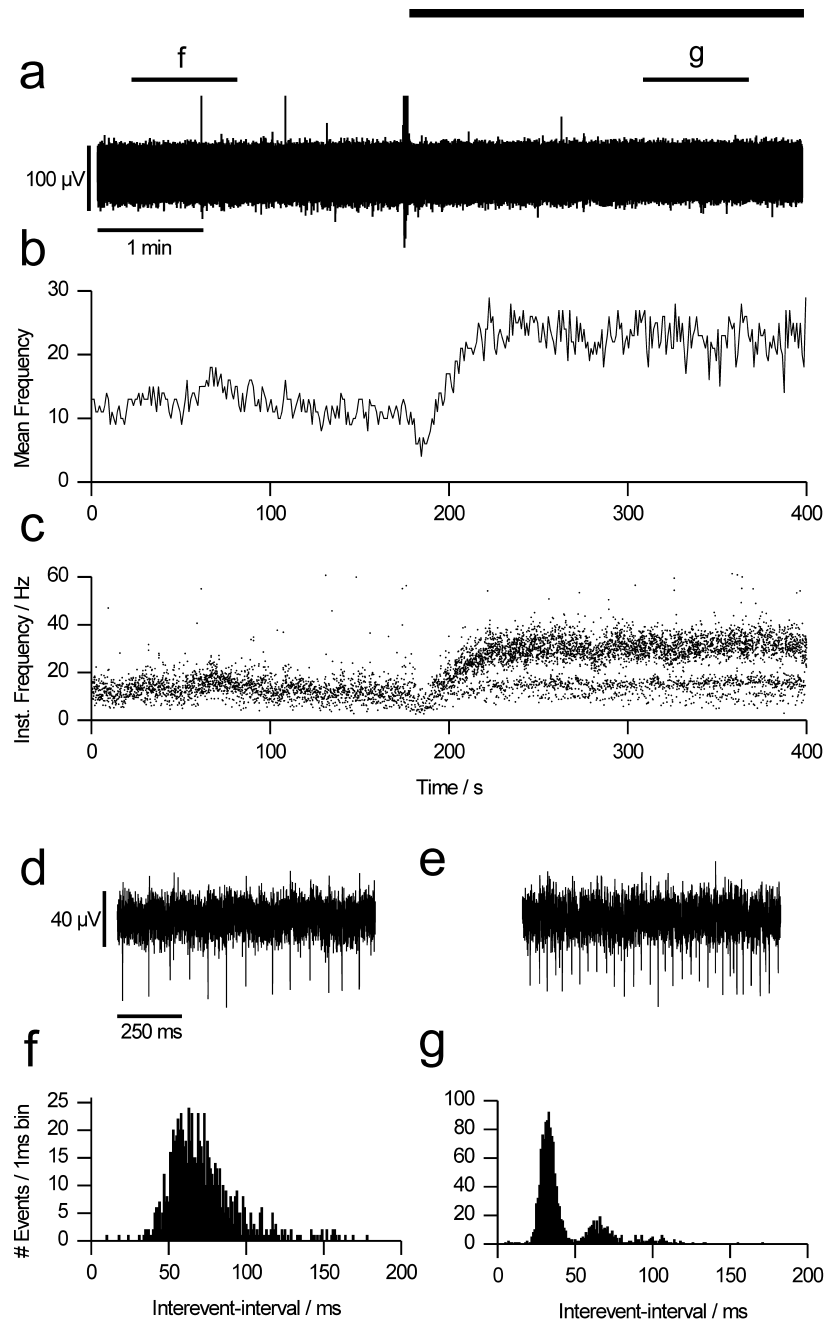 a
f
g
100 µV
1 min
b
Mean Frequency
30
20
10
0
0 100 200 300 400
c
Inst. Frequency / Hz
60
40
20
0
0 100 200 300 400
Time / s
d
e
40 µV
250 ms
f
g
# Events / 1ms bin
25
20
15
10
5
0
0 50 100 150 200
Interevent-interval / ms
100
80
60
40
20
0
0 50 100 150 200
Interevent-interval / ms